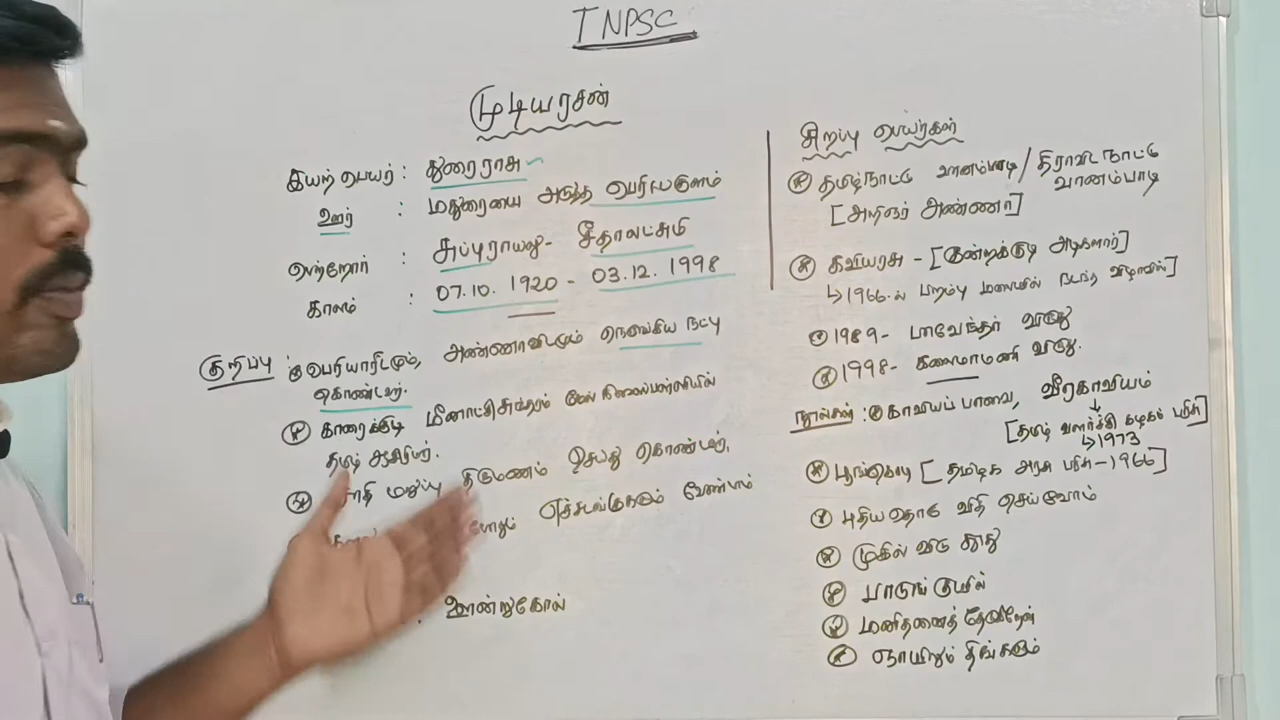 TNPSC
முடியரசன்
இயற்பெயர் : துரைராசு
ஊர் : மதுரையை அடுத்த பெரியகுளம்
பெற்றோர் : சுப்புராயலு - சீதாலட்சுமி
காலம் : 07.10. 1920 - 03.12. 1998
குறிப்பு : பெரியாரிடமும், அண்ணாவிடமும் நெருங்கிய நட்பு
கொண்டவர்.
காரைக்குடி மீனாட்சிசுந்தரம் மேல்நிலைப்பள்ளியில்
தமிழ் ஆசிரியர்.
சாதி மறுப்பு திருமணம் செய்து கொண்டவர்.
எச்சடங்குகளும் வேண்டாம்
ஊன்றுகோல்
சிறப்பு பெயர்கள்
தமிழ்நாட்டு வானம்பாடி / திராவிட நாட்டு
வானம்பாடி
[அறிஞர் அண்ணா]
கவியரசு - [குன்றக்குடி அடிகளார்]
↳ 1966-ல் பறம்பு மலையில் நடந்த விழாவில்]
1989 - பாவேந்தர் விருது
1998 - கலைமாமணி விருது.
நூல்கள் : காவியப் பாவை, வீரகாவியம்
[தமிழ் வளர்ச்சி கழகப் பரிசு]
↳ 1973
பூங்கொடி [தமிழக அரசு பரிசு - 1966]
புதியதொரு விதி செய்வோம்
முகில் விடு தூது
பாடுங் குயில்
மனிதனைத் தேடுகிறேன்
ஞாயிறும் திங்களும்